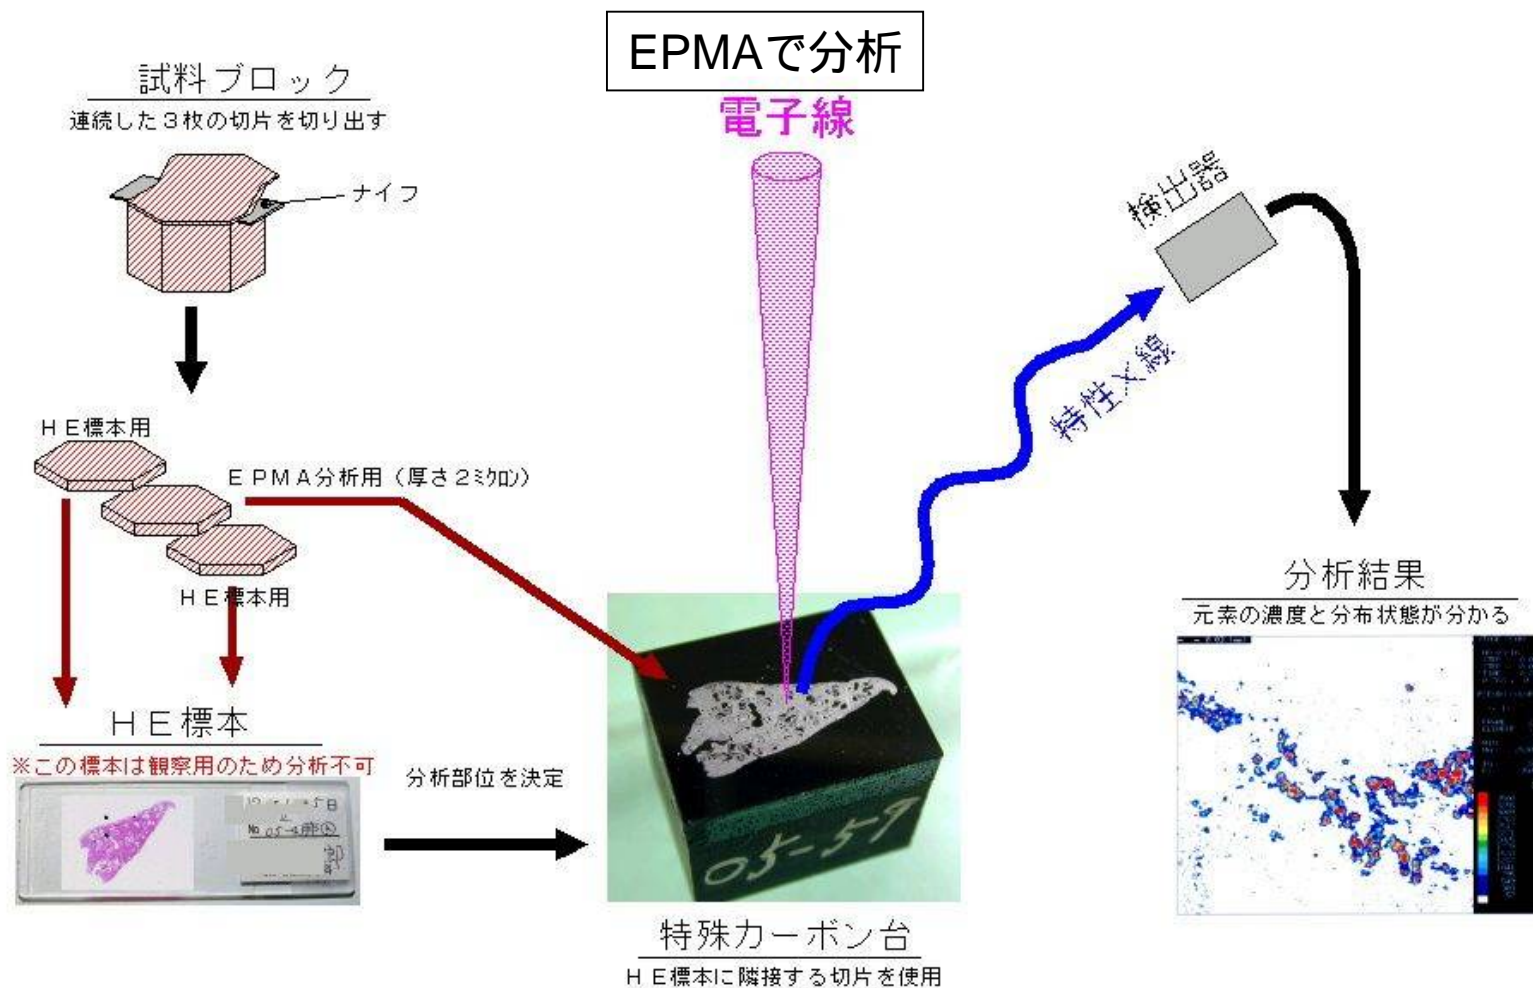 EPMAで分析
試料ブロック
連続した3枚の切片を切り出す
ナイフ
電子線
検出器
特性X線
HE標本用
EPMA分析用(厚さ2ミクロン)
HE標本用
HE標本
※この標本は観察用のため分析不可
分析部位を決定
05-59
特殊カーボン台
HE標本に隣接する切片を使用
分析結果
元素の濃度と分布状態が分かる